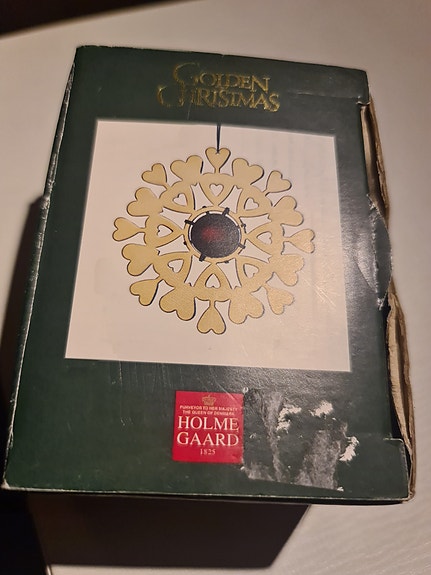 GOLDEN
CHRISTMAS
PURVEYOR TO HER MAJESTY
THE QUEEN OF DENMARK
HOLME
GAARD
1825